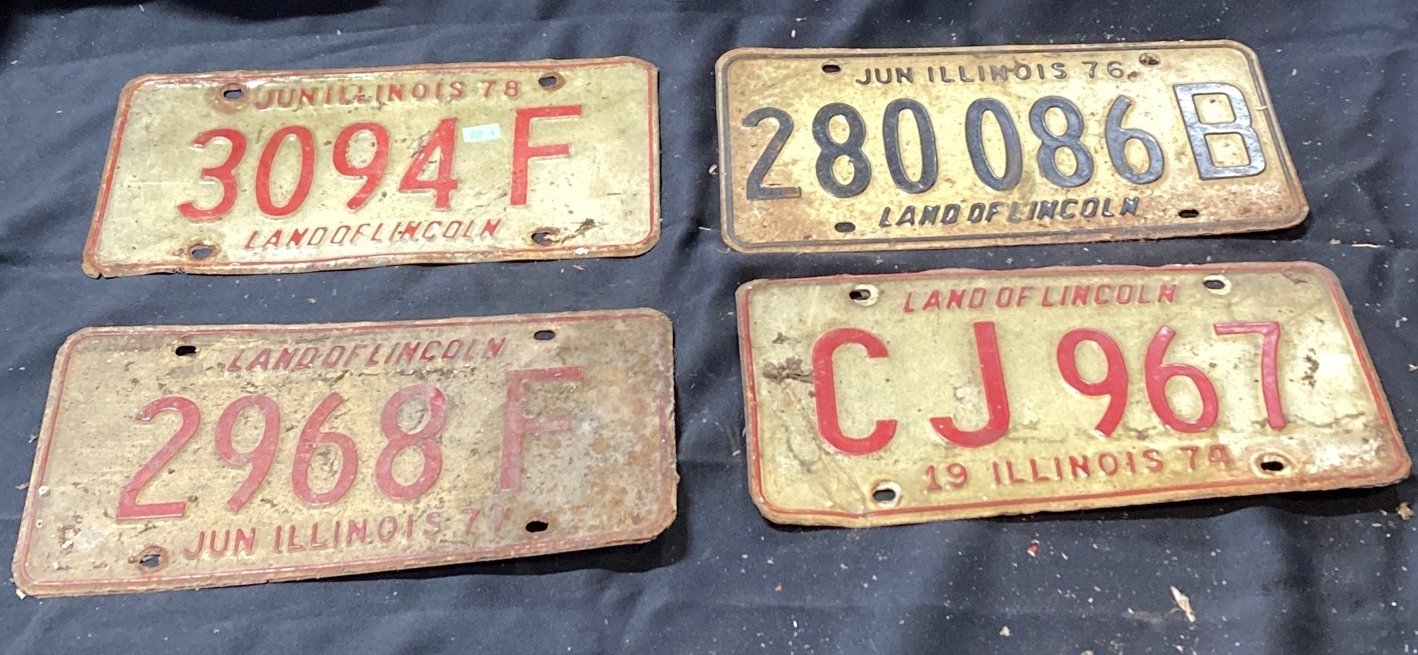 JUN ILLINOIS 78
3094 F
LAND OF LINCOLN
JUN ILLINOIS 76
280 086 B
LAND OF LINCOLN
LAND OF LINCOLN
2968 F
JUN ILLINOIS 77
LAND OF LINCOLN
CJ 967
19 ILLINOIS 74